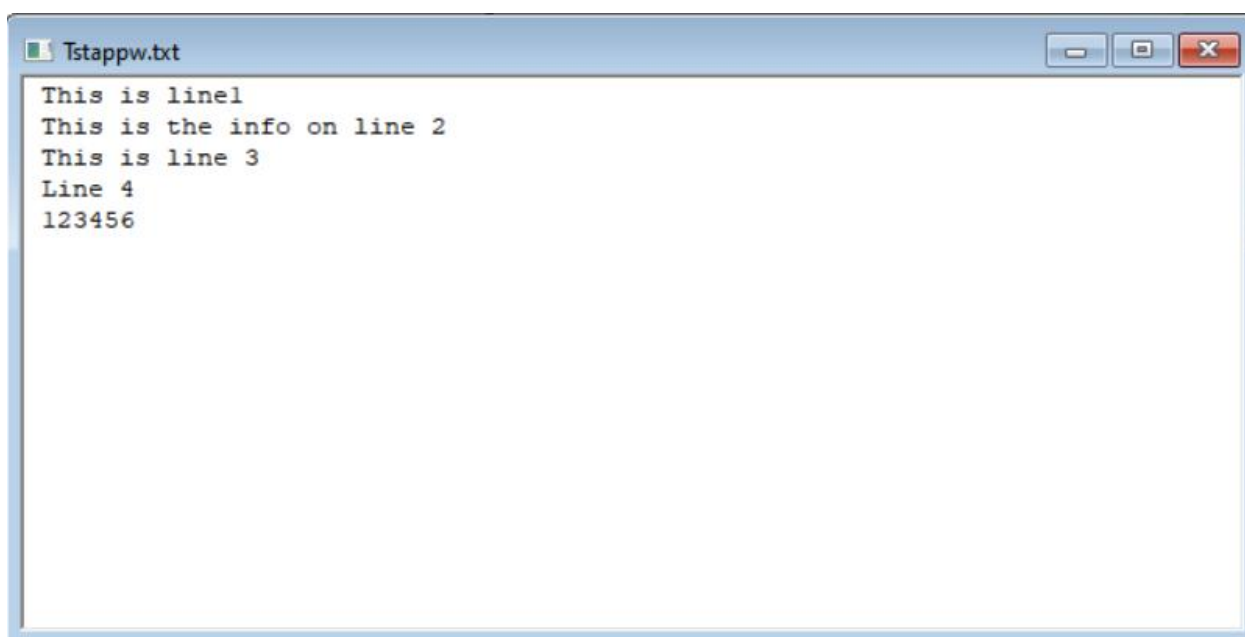 Tstappw.txt
This is line1
This is the info on line 2
This is line 3
Line 4
123456